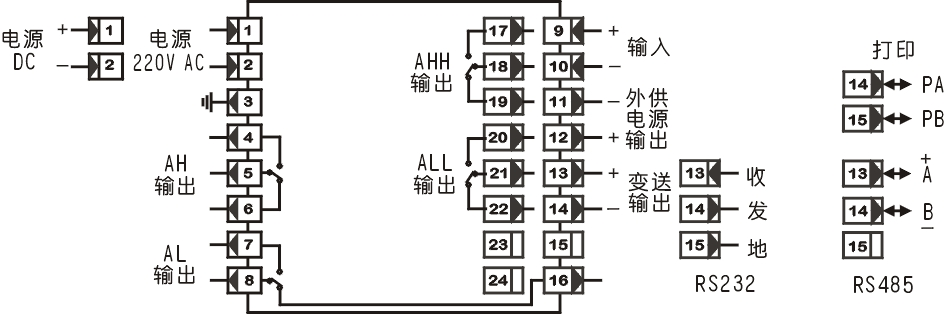 电源 DC
+ 1
− 2
电源 220V AC
1
2
3
4
5
6
7
8
AH 输出
AL 输出
AHH 输出
ALL 输出
17
18
19
20
21
22
23
24
9 +
10 −
11 −
12 +
13 +
14 −
15
16
输入
外供 电源 输出
变送 输出
13 收
14 发
15 地
RS232
打印
14 PA
15 PB
13 + A
14 B −
15
RS485